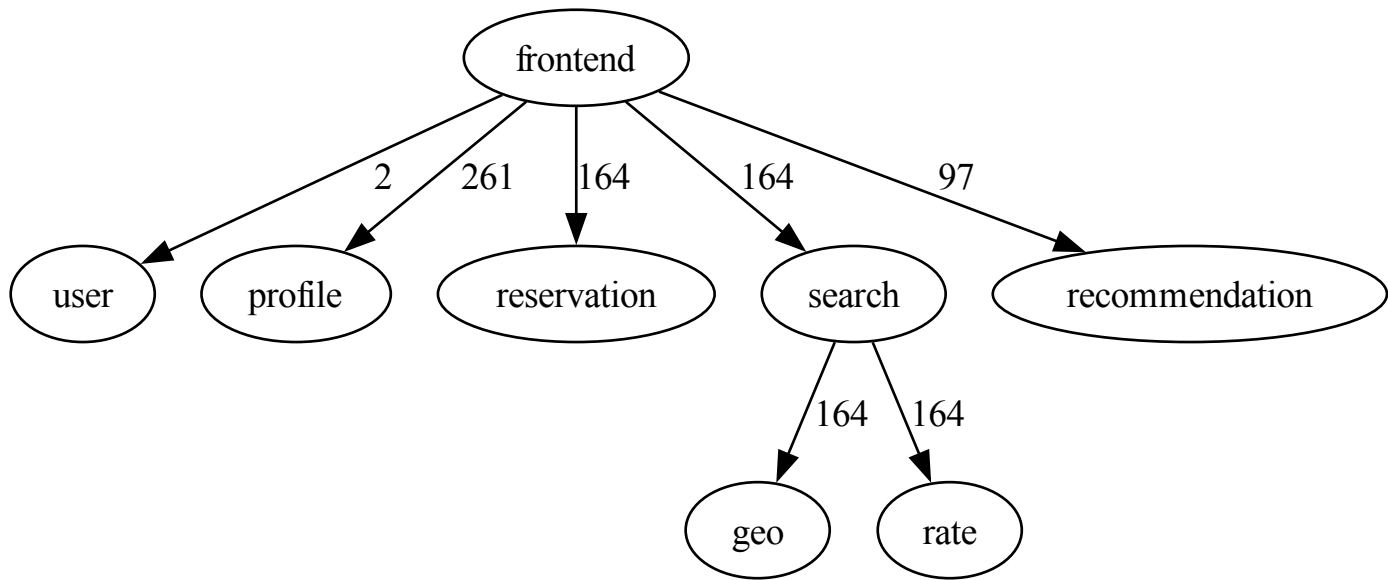 frontend
2
261
164
164
97
user
profile
reservation
search
recommendation
164
164
geo
rate